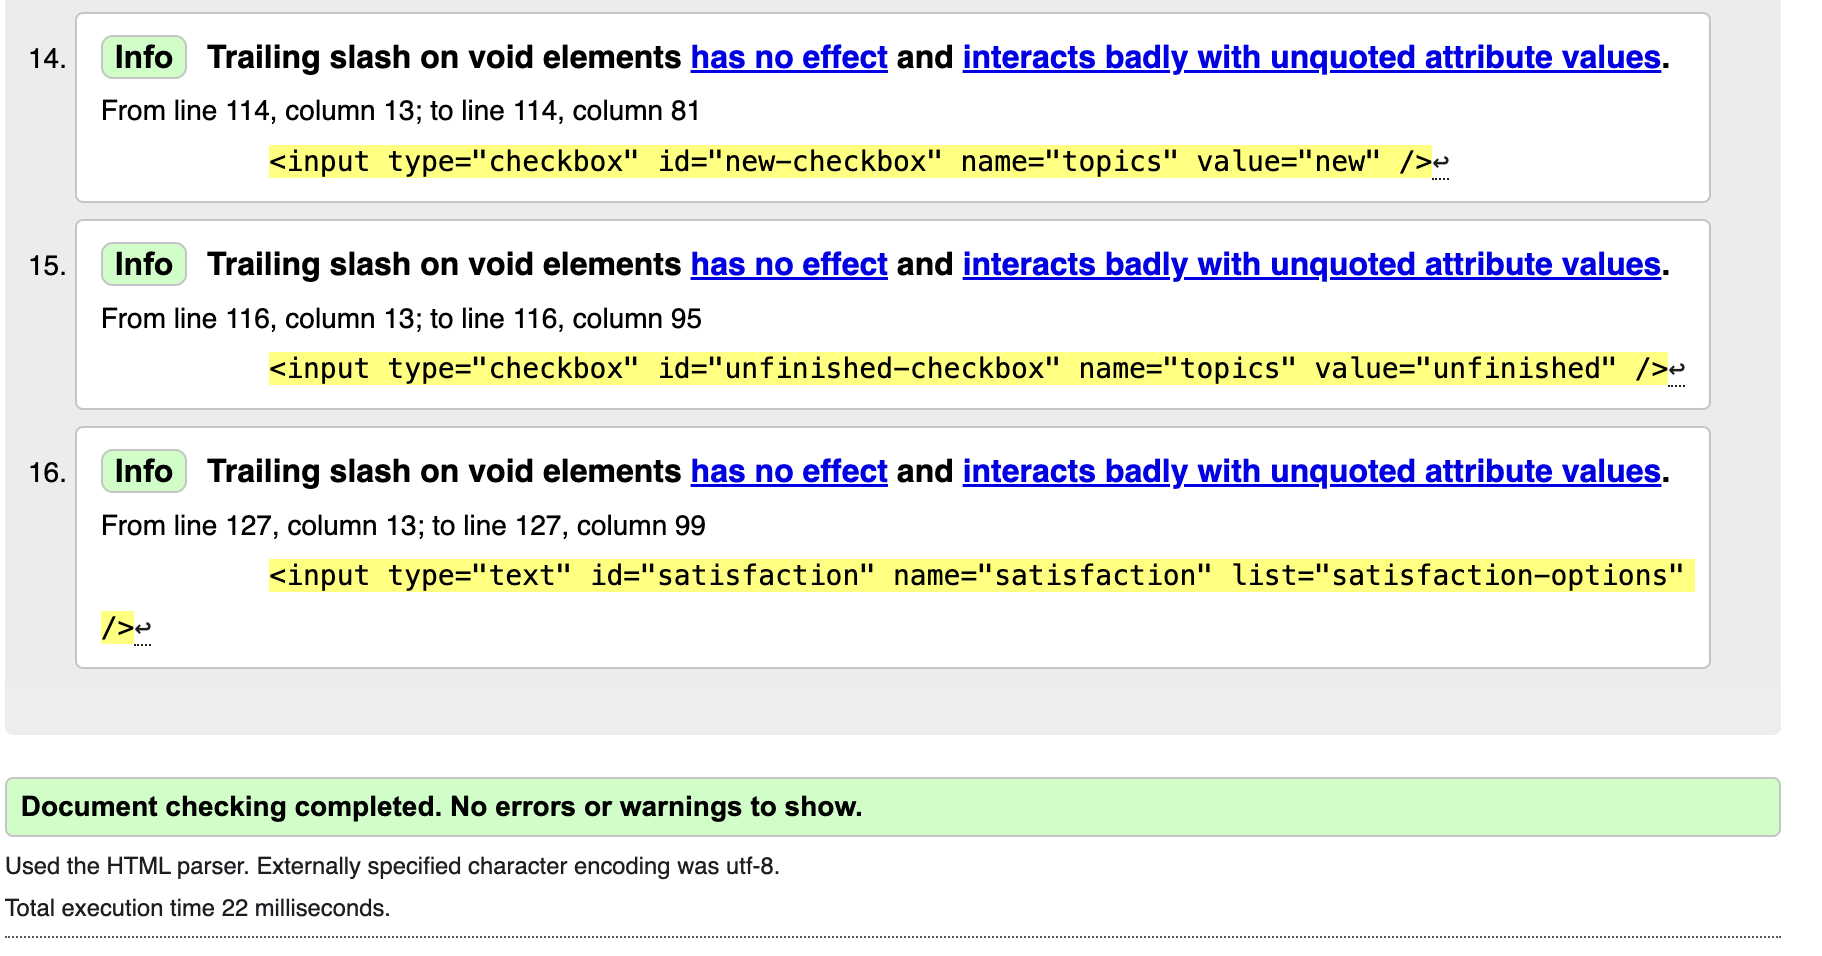 14. Info Trailing slash on void elements has no effect and interacts badly with unquoted attribute values.
From line 114, column 13; to line 114, column 81
<input type="checkbox" id="new-checkbox" name="topics" value="new" />↩
15. Info Trailing slash on void elements has no effect and interacts badly with unquoted attribute values.
From line 116, column 13; to line 116, column 95
<input type="checkbox" id="unfinished-checkbox" name="topics" value="unfinished" />↩
16. Info Trailing slash on void elements has no effect and interacts badly with unquoted attribute values.
From line 127, column 13; to line 127, column 99
<input type="text" id="satisfaction" name="satisfaction" list="satisfaction-options"
/>↩
Document checking completed. No errors or warnings to show.
Used the HTML parser. Externally specified character encoding was utf-8.
Total execution time 22 milliseconds.